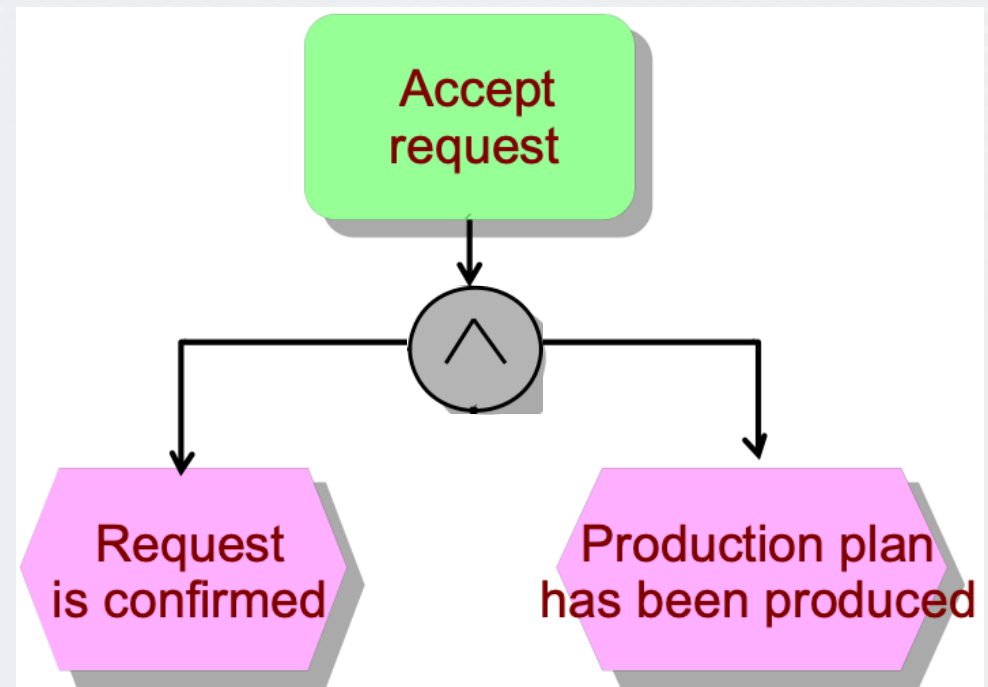 Accept
request
Request
is confirmed
Production plan
has been produced